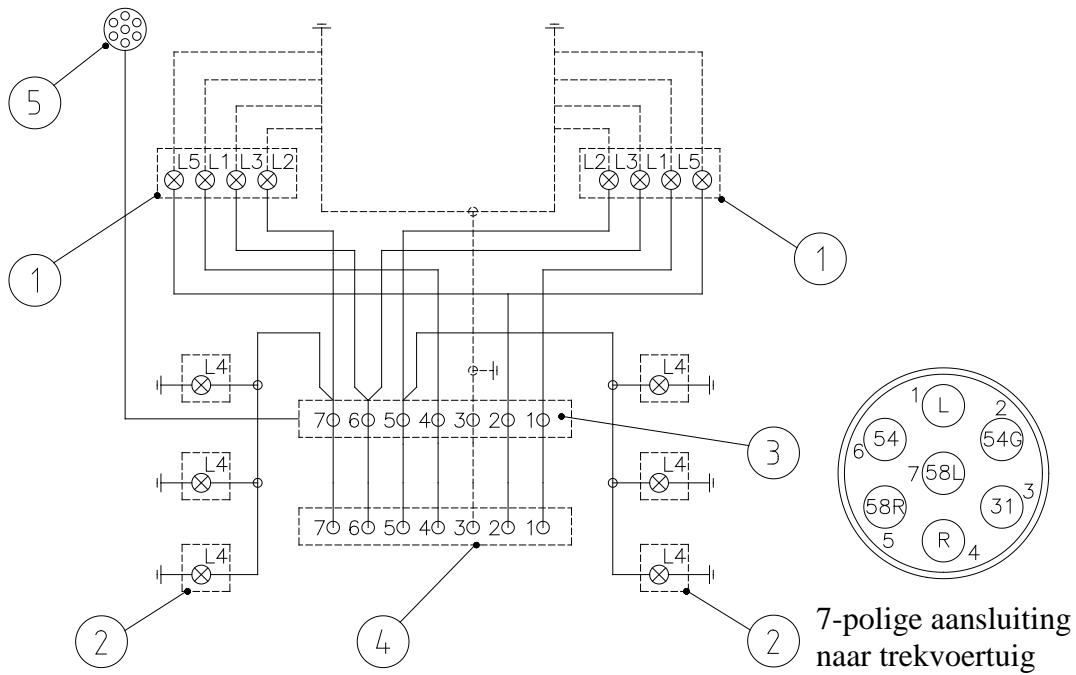 5
L5 L1 L3 L2
L2 L3 L1 L5
1
1
L4
L4
7 6 5 4 3 2 1
3
L4
L4
7 6 5 4 3 2 1
L4
L4
2
4
2
1 L 2
54 54G
6
7 58L
3
58R 31
5 R 4
7-polige aansluiting
naar trekvoertuig